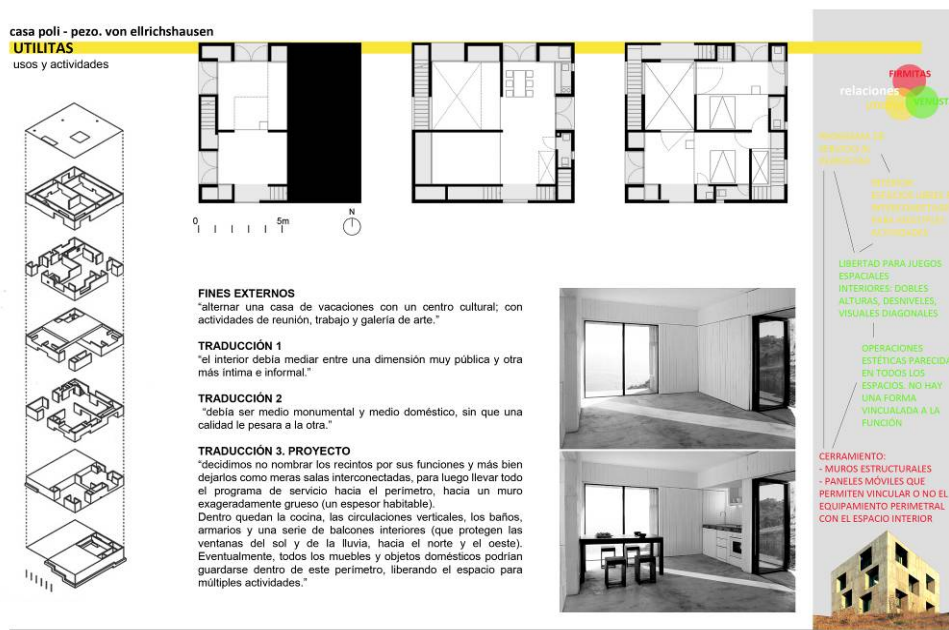 casa poli - pezo. von ellrichshausen
UTILITAS
usos y actividades
0 5m
N
FINES EXTERNOS
“alternar una casa de vacaciones con un centro cultural; con
actividades de reunión, trabajo y galería de arte.”
TRADUCCIÓN 1
“el interior debía mediar entre una dimensión muy pública y otra
más íntima e informal.”
TRADUCCIÓN 2
“debía ser medio monumental y medio doméstico, sin que una
calidad le pesara a la otra.”
TRADUCCIÓN 3. PROYECTO
“decidimos no nombrar los recintos por sus funciones y más bien
dejarlos como meras salas interconectadas, para luego llevar todo
el programa de servicio hacia el perímetro, hacia un muro
exageradamente grueso (un espesor habitable).
Dentro quedan la cocina, las circulaciones verticales, los baños,
armarios y una serie de balcones interiores (que protegen las
ventanas del sol y de la lluvia, hacia el norte y el oeste).
Eventualmente, todos los muebles y objetos domésticos podrían
guardarse dentro de este perímetro, liberando el espacio para
múltiples actividades.”
FIRMITAS
relaciones
VENUST
LIBERTAD PARA JUEGOS
ESPACIALES
INTERIORES: DOBLES
ALTURAS, DESNIVELES,
VISUALES DIAGONALES
OPERACIONES
ESTÉTICAS PARECIDA
EN TODOS LOS
ESPACIOS. NO HAY
UNA FORMA
VINCUALADA A LA
FUNCIÓN
CERRAMIENTO:
- MUROS ESTRUCTURALES
- PANELES MÓVILES QUE
PERMITEN VINCULAR O NO EL
EQUIPAMIENTO PERIMETRAL
CON EL ESPACIO INTERIOR